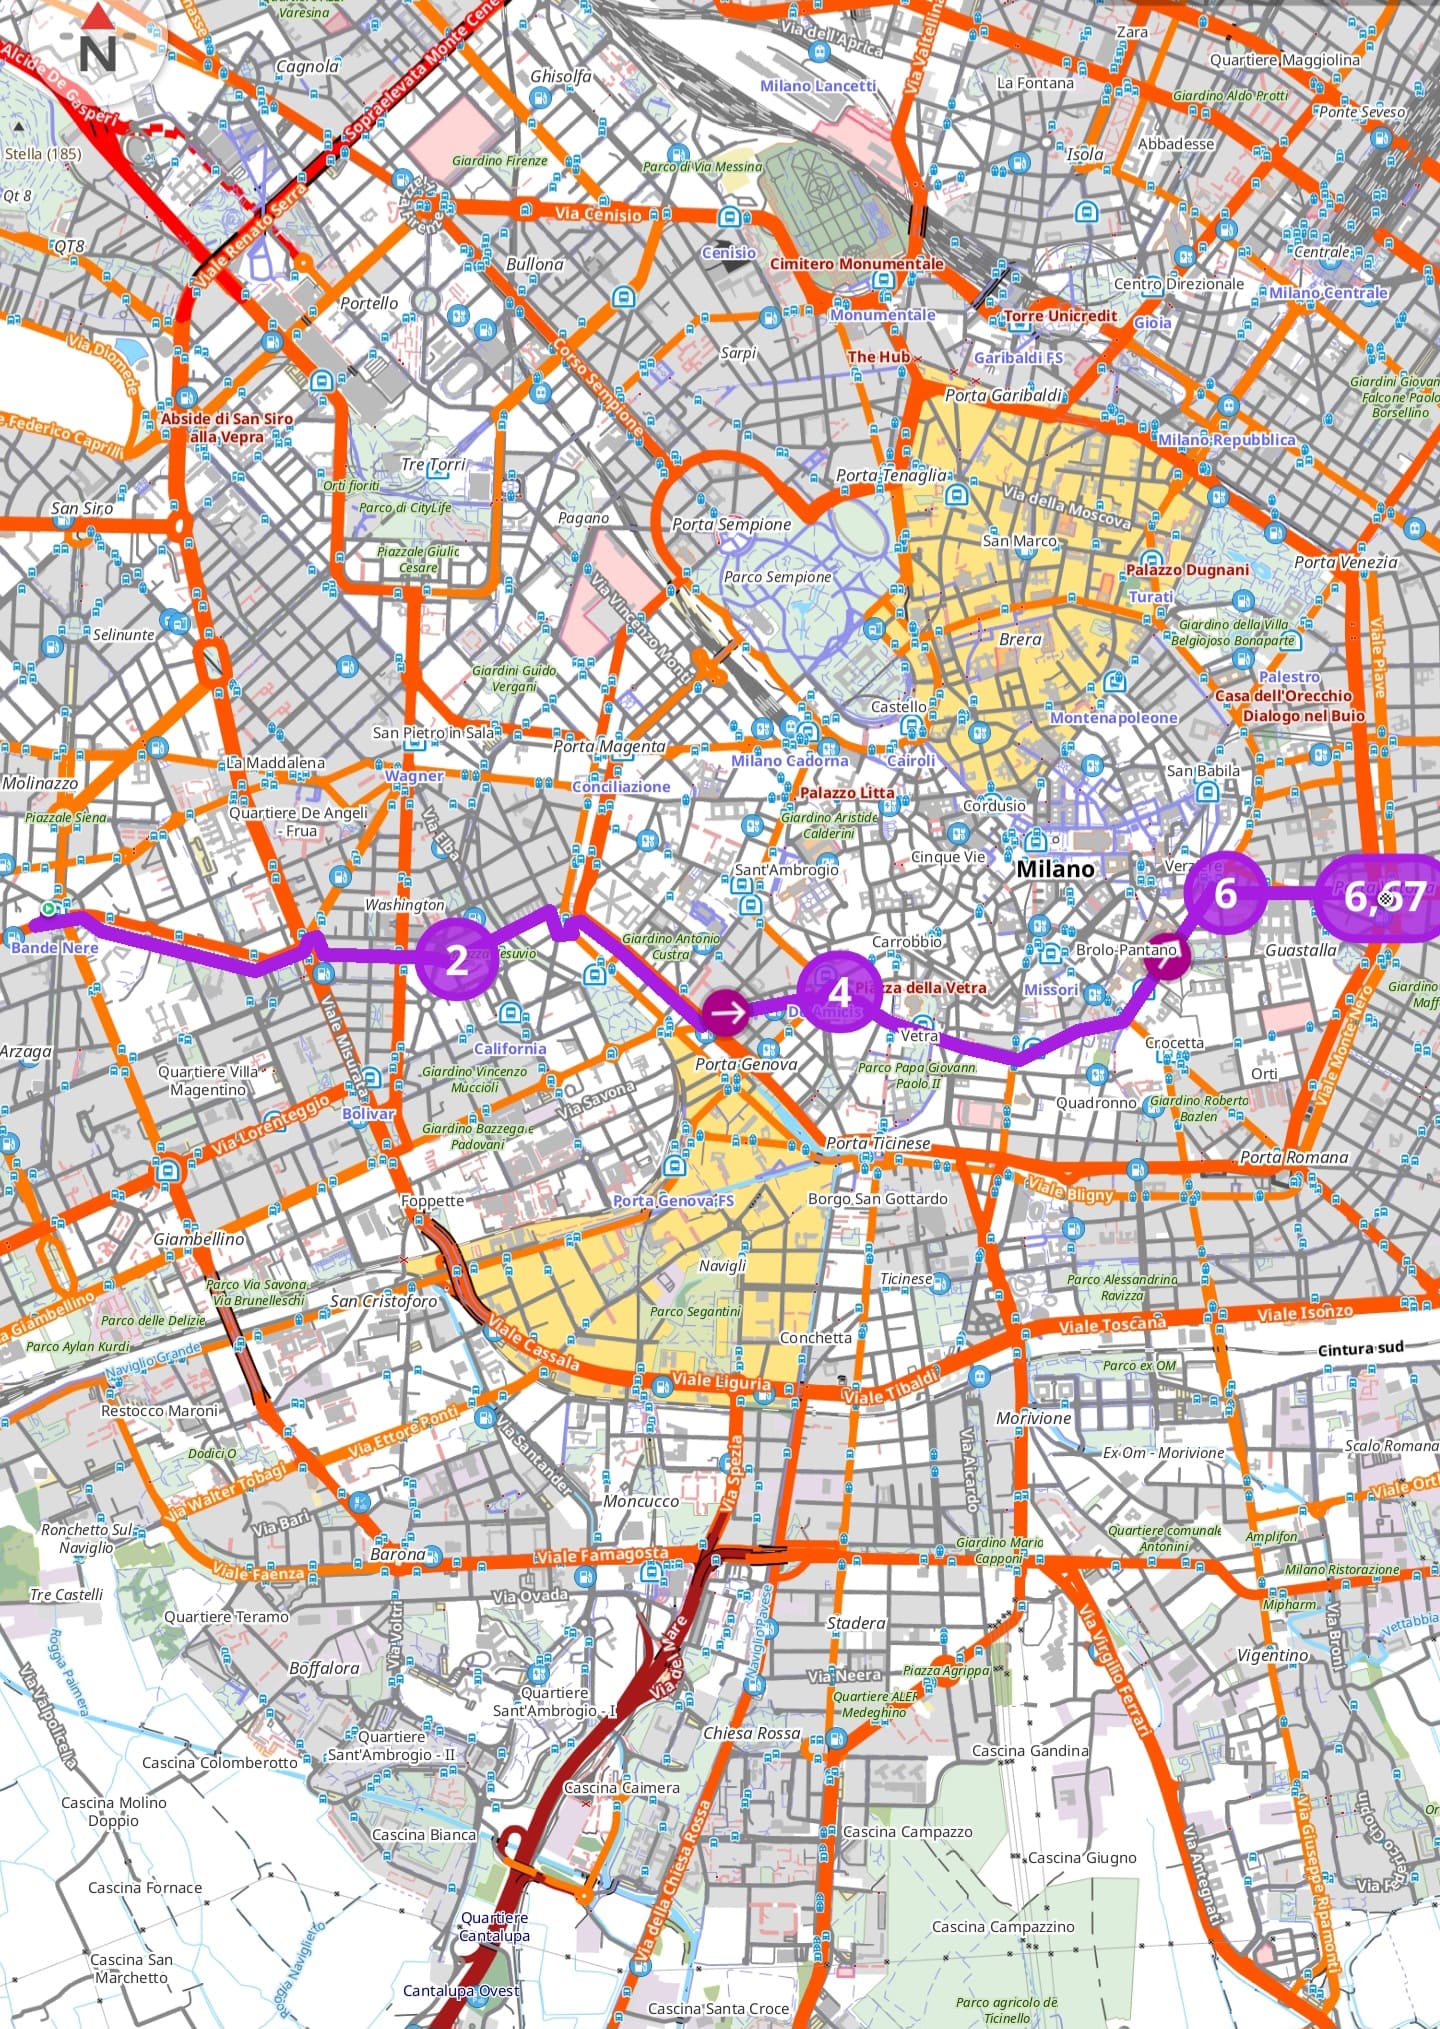 Varesina
Cagnola
Ghisolfa
Sopraelevata Monte Cene
Via Valtellina
Via dell'Aprica
Zara
Quartiere Maggiolina
Milano Lancetti
La Fontana
Giardino Aldo Protti
Ponte Seveso
N
Alcide De Gasperi
Stella (185)
Giardino Firenze
Parco di Via Messina
Isola
Abbadesse
Qt 8
Viale Renato Serra
Via Cenisio
QT8
Bullona
Cenisio
Cimitero Monumentale
Centro Direzionale
Centrale
Milano Centrale
Portello
Monumentale
Torre Unicredit
Gioia
Via Diomede
Corso Sempione
Sarpi
The Hub
Garibaldi FS
Giardini Giovan
Falcone Paolo
Borsellino
Porta Garibaldi
e Federico Caprilli
Abside di San Siro
alla Vepra
Milano Repubblica
Tre Torri
Orti fioriti
Porta Tenaglia
Via della Moscova
San Siro
Parco di CityLife
Pagano
Porta Sempione
San Marco
Piazzale Giulio
Cesare
Parco Sempione
Palazzo Dugnani
Porta Venezia
Via Vincenzo Monti
Turati
Selinunte
Brera
Giardino della Villa
Belgiojoso Bonaparte
Viale Piave
Giardini Guido
Vergani
Palestro
Casa dell'Orecchio
Dialogo nel Buio
Castello
Montenapoleone
San Pietro in Sala
Porta Magenta
Milano Cadorna
Cairoli
La Maddalena
Wagner
Conciliazione
San Babila
Molinazzo
Palazzo Litta
Cordusio
Piazzale Siena
Quartiere De Angeli
- Frua
Via Elba
Giardino Aristide
Calderini
Cinque Vie
Sant'Ambrogio
Milano
6
6,67
Washington
Bande Nere
2
Giardino Antonio
Custra
Carrobbio
Brolo-Pantano
Guastalla
4
Piazza della Vetra
Missori
Giardino
Arzaga
Viale Misurata
California
Porta Genova
Vetra
Crocetta
Viale Monte Nero
Quartiere Villa
Magentino
Giardino Vincenzo
Muccioli
Via Savona
Parco Papa Giovanni
Paolo II
Orti
Via Lorenteggio
Bolivar
Quadronno
Giardino Roberto
Bazlen
Giardino Bazzega e
Padovani
Porta Ticinese
Porta Romana
Foppette
Porta Genova FS
Borgo San Gottardo
Viale Bligny
Giambellino
Navigli
Ticinese
Parco Via Savona
Via Brunelleschi
San Cristoforo
Parco Alessandrina
Ravizza
a Giambellino
Parco delle Delizie
Parco Segantini
Viale Isonzo
Parco Aylan Kurdi
Viale Cassala
Conchetta
Viale Toscana
Naviglio Grande
Cintura sud
Parco ex OM
Viale Liguria
Viale Tibaldi
Restocco Maroni
Morivione
Via Ettore Ponti
Via Santander
Via Spezia
Via Alcardo
Ex Om - Morivione
Scalo Romana
Dodici O
Via Walter Tobagi
Moncucco
Via Bari
Ronchetto Sul
Naviglio
Giardino Mario
Capponi
Quartiere comunale
Antonini
Amplifon
Barona
Viale Famagosta
Viale Faenza
Milano Ristorazione
Tre Castelli
Via Ovada
Mipharm
Quartiere Teramo
Via Voltri
Naviglio Pavese
Stadera
Via Virgilio Ferrari
Vettabbia
Roggia Palmera
Boffalora
Via del Mare
Via Neera
Piazza Agrippa
Vigentino
Via Valpolicella
Quartiere
Sant'Ambrogio - I
Quartiere ALER
Medeghino
Quartiere
Sant'Ambrogio - II
Chiesa Rossa
Cascina Colomberotto
Cascina Gandina
Cascina Caimera
Cascina Molino
Doppio
Cascina Bianca
Cascina Campazzo
Via della Chiesa Rossa
Cascina Giugno
Via Antegnati
Via Giuseppe Ripamonti
Cascina Fornace
Quartiere
Cantalupa
Cascina Campazzino
Cascina San
Marchetto
Roggia Naviglietto
Cantalupa Ovest
Cascina Santa Croce
Parco agricolo de
Ticinello